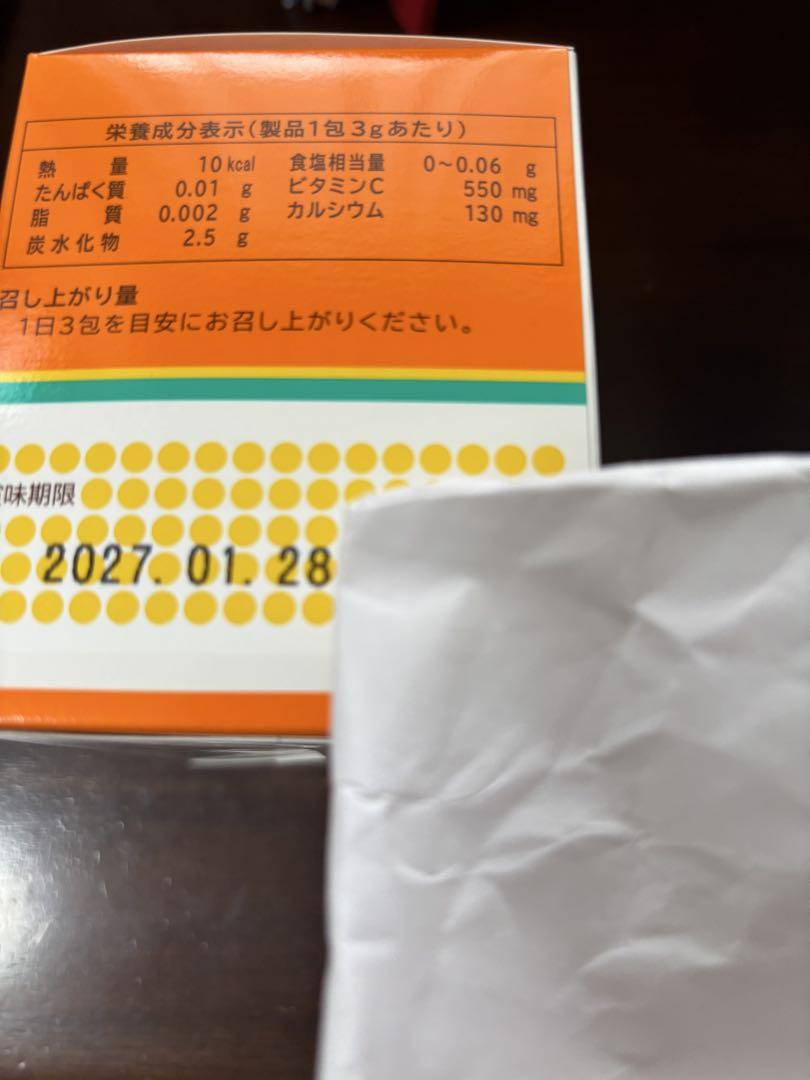 栄養成分表示(製品1包3gあたり)
熱量 10kcal 食塩相当量 0～0.06 g
たんぱく質 0.01 g ビタミンC 550 mg
脂質 0.002 g カルシウム 130 mg
炭水化物 2.5 g
召し上がり量
1日3包を目安にお召し上がりください。
味期限
2027.01.28